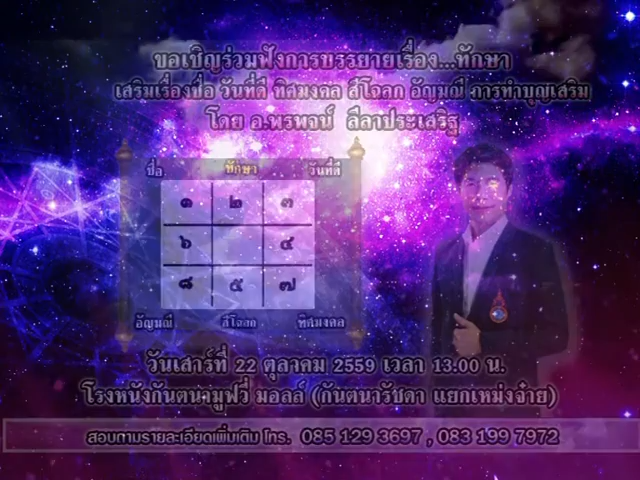 ขอเชิญร่วมฟังการบรรยายเรื่อง...ทักษา
เสริมเรื่องชื่อ วันที่ดี ทิศมงคล สีโฉลก อัญมณี การทำบุญเสริม
โดย อ.พรพจน์ ลีลาประเสริฐ
ชื่อ ทักษา วันที่ดี
๑ ๒ ๓
๖ ๔
๘ ๕ ๗
อัญมณี สีโฉลก ทิศมงคล
วันเสาร์ที่ 22 ตุลาคม 2559 เวลา 13.00 น.
โรงหนังกันตนามูฟวี่ มอลล์ (กันตนารัชดา แยกเหม่งจ๋าย)
สอบถามรายละเอียดเพิ่มเติม โทร. 085 129 3697 , 083 199 7972